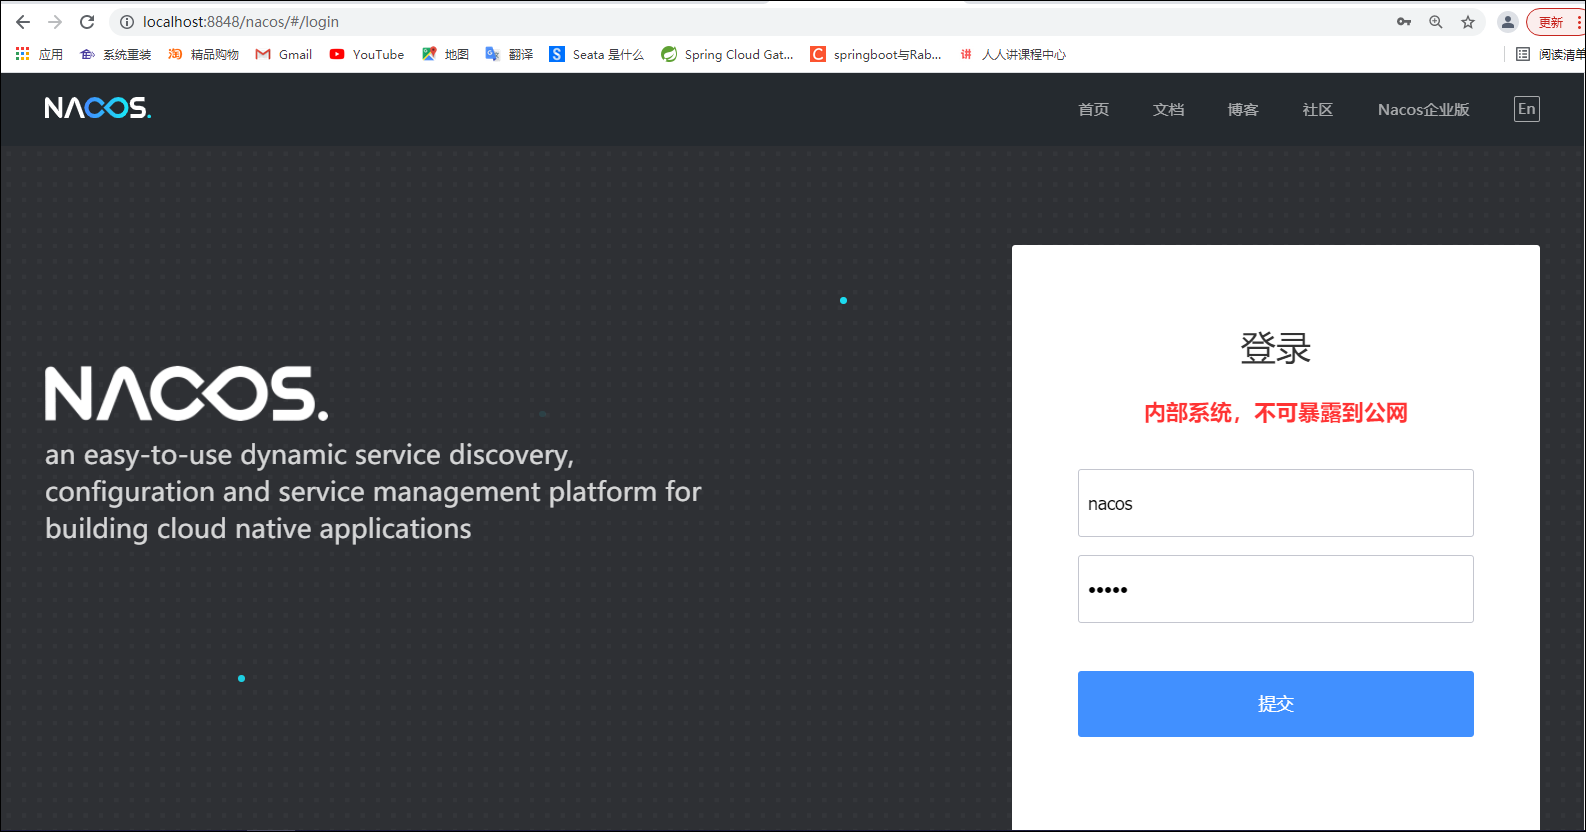 localhost:8848/nacos/#/login
更新
应用 系统重装 精品购物 Gmail YouTube 地图 翻译 Seata 是什么 Spring Cloud Gat... springboot与Rab... 人人讲课程中心 阅读清单
NACOS.
首页 文档 博客 社区 Nacos企业版 En
NACOS.
an easy-to-use dynamic service discovery,
configuration and service management platform for
building cloud native applications
登录
内部系统，不可暴露到公网
nacos
•••••
提交